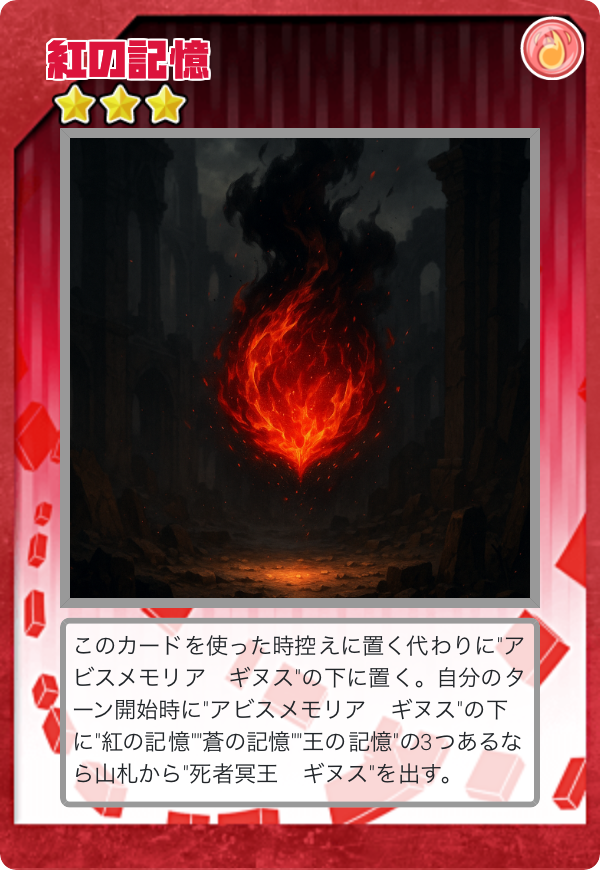 紅の記憶
このカードを使った時控えに置く代わりに"ア
ビスメモリア　ギヌス"の下に置く。自分のタ
ーン開始時に"アビスメモリア　ギヌス"の下
に"紅の記憶""蒼の記憶""王の記憶"の3つあるな
ら山札から"死者冥王　ギヌス"を出す。